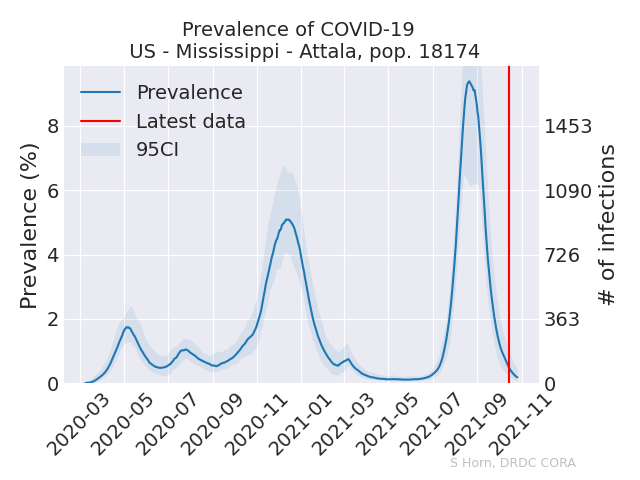 Prevalence of COVID-19
US - Mississippi - Attala, pop. 18174
Prevalence
Latest data
95CI
Prevalence (%)
8
6
4
2
0
1453
1090
726
363
0
# of infections
2020-03
2020-05
2020-07
2020-09
2020-11
2021-01
2021-03
2021-05
2021-07
2021-09
2021-11
S Horn, DRDC CORA